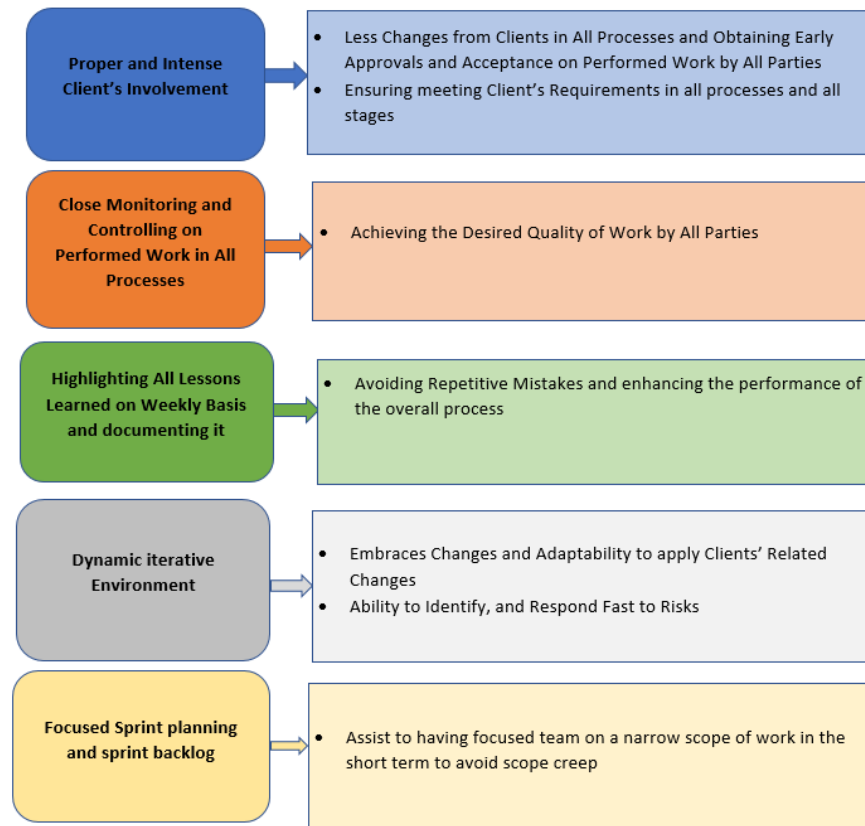 Proper and Intense
Client's Involvement
• Less Changes from Clients in All Processes and Obtaining Early
Approvals and Acceptance on Performed Work by All Parties
• Ensuring meeting Client's Requirements in all processes and all
stages
Close Monitoring and
Controlling on
Performed Work in All
Processes
• Achieving the Desired Quality of Work by All Parties
Highlighting All Lessons
Learned on Weekly Basis
and documenting it
• Avoiding Repetitive Mistakes and enhancing the performance of
the overall process
Dynamic iterative
Environment
• Embraces Changes and Adaptability to apply Clients' Related
Changes
• Ability to Identify, and Respond Fast to Risks
Focused Sprint planning
and sprint backlog
• Assist to having focused team on a narrow scope of work in the
short term to avoid scope creep